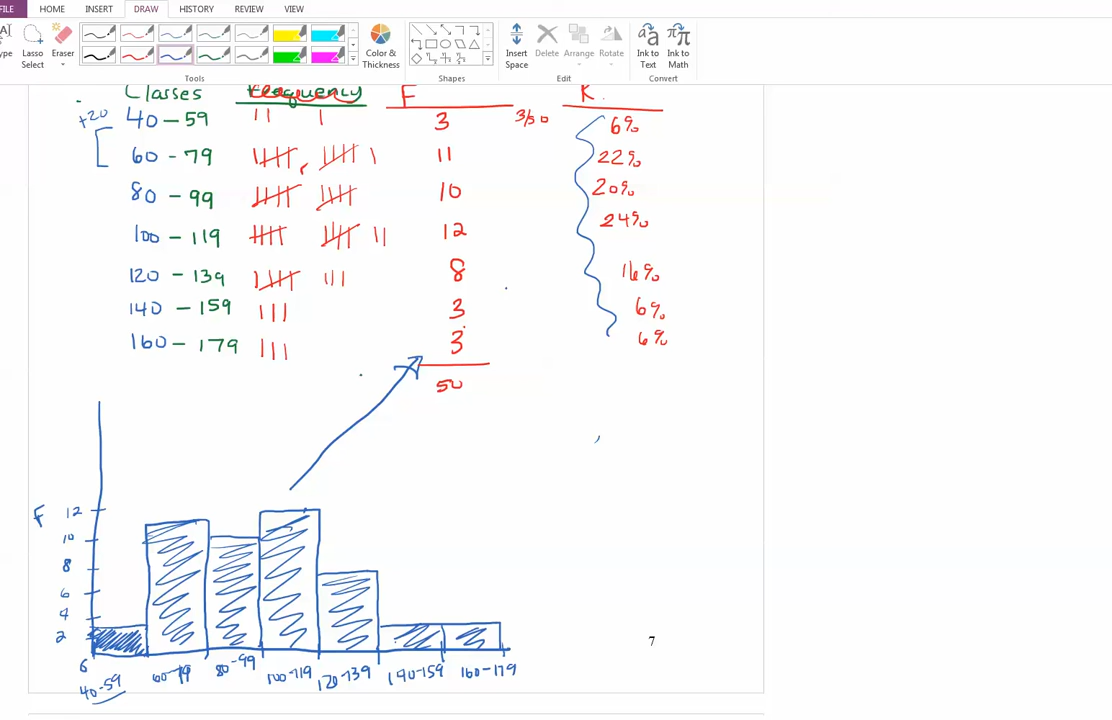 FILE HOME INSERT DRAW HISTORY REVIEW VIEW
Type Lasso Select Eraser Color & Thickness Insert Space Delete Arrange Rotate Ink to Text Ink to Math
Tools Shapes Edit Convert
Classes Frequency F R.
+20 40 - 59 3 3/50 6%
60 - 79 11 22%
80 - 99 10 20%
100 - 119 12 24%
120 - 139 8 16%
140 - 159 3 6%
160 - 179 3 6%
50
F 12
10
8
6
4
2
7
40-59 60-79 80-99 100-119 120-139 140-159 160-179